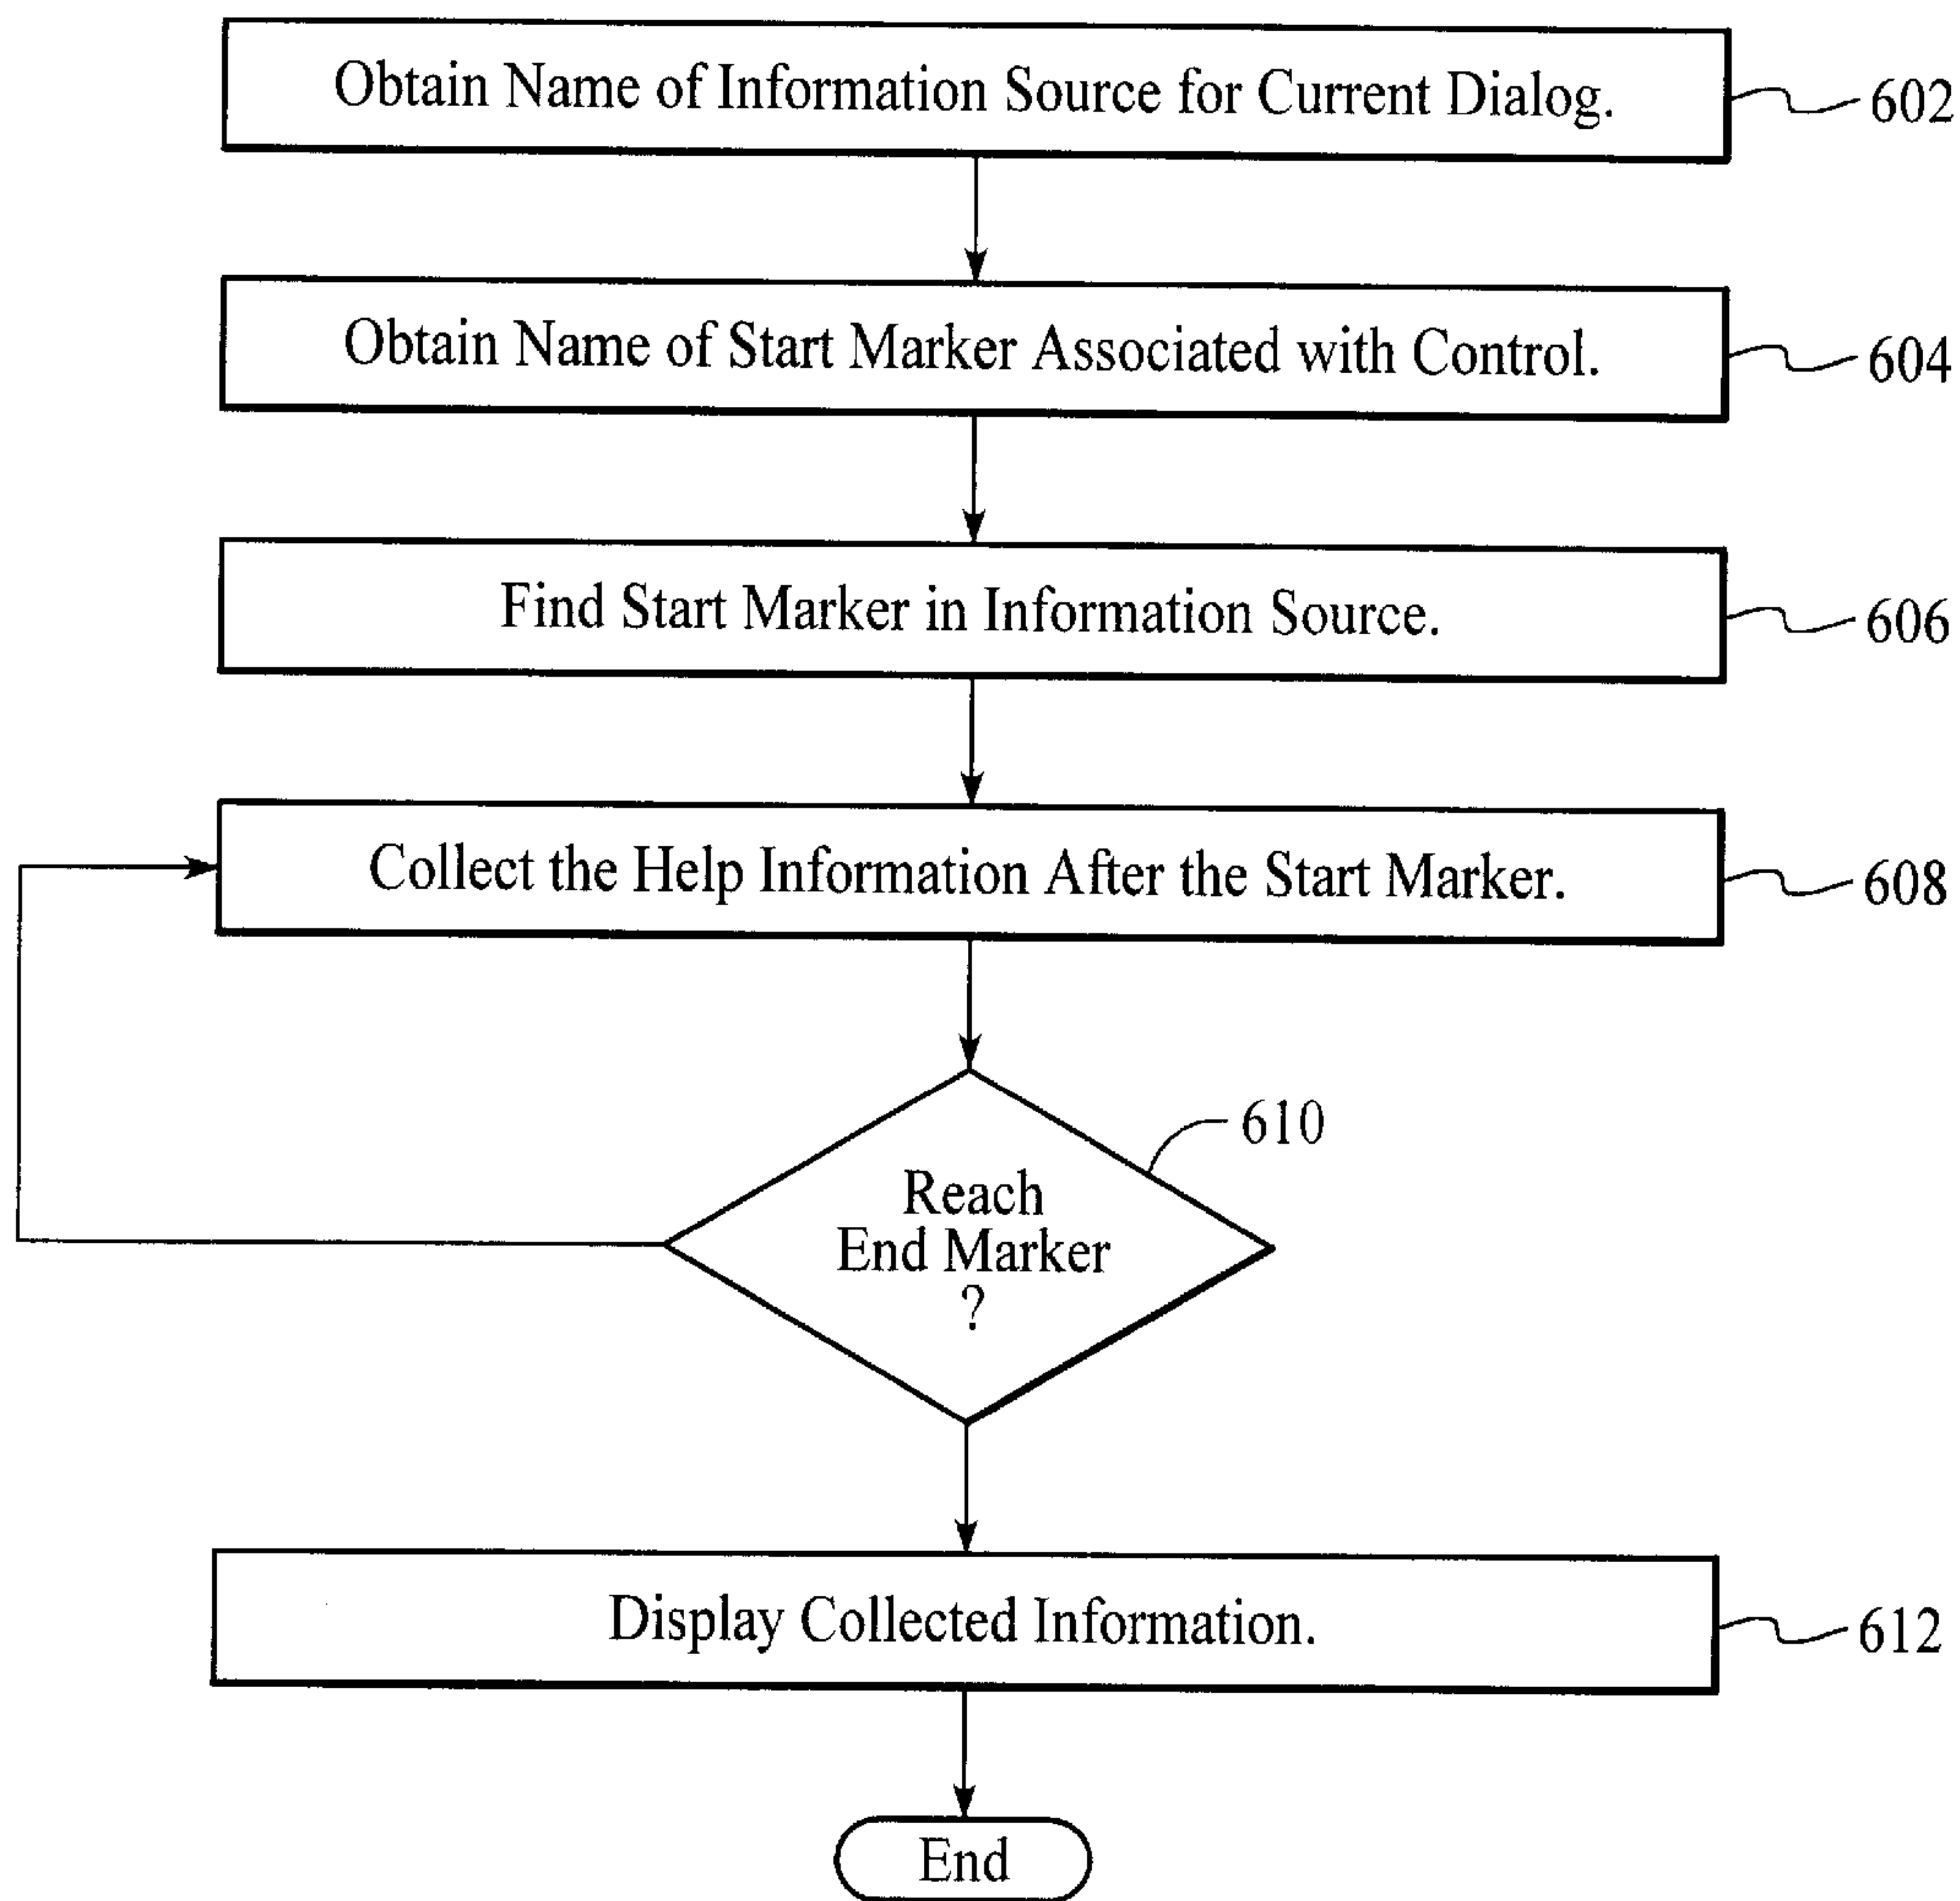 Obtain Name of Information Source for Current Dialog.
602
Obtain Name of Start Marker Associated with Control.
604
Find Start Marker in Information Source.
606
Collect the Help Information After the Start Marker.
608
610
Reach
End Marker
?
Display Collected Information.
612
End